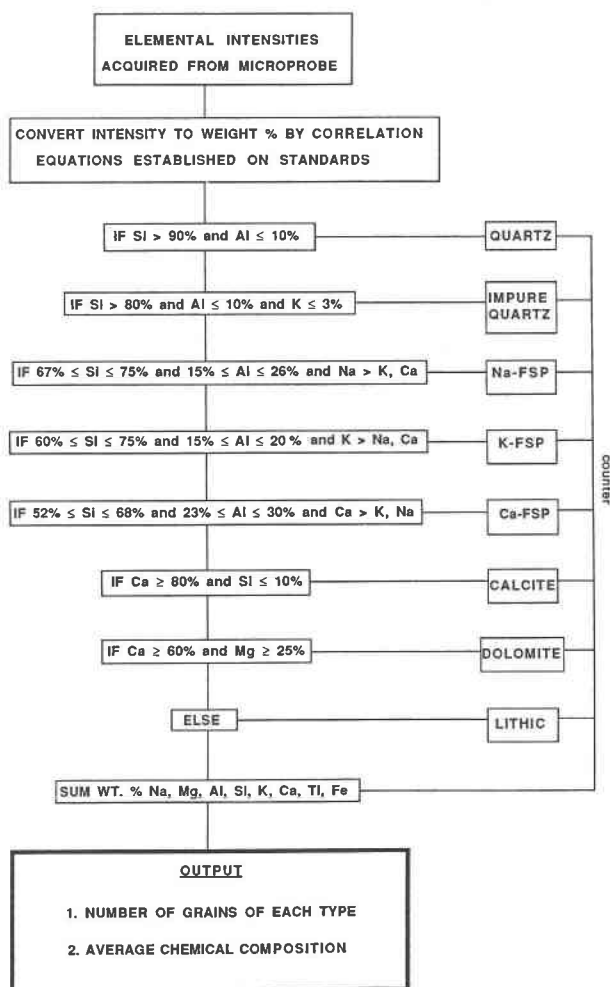 ELEMENTAL INTENSITIES
ACQUIRED FROM MICROPROBE
CONVERT INTENSITY TO WEIGHT % BY CORRELATION
EQUATIONS ESTABLISHED ON STANDARDS
IF Si > 90% and Al ≤ 10%
QUARTZ
IF Si > 80% and Al ≤ 10% and K ≤ 3%
IMPURE
QUARTZ
IF 67% ≤ Si ≤ 75% and 15% ≤ Al ≤ 26% and Na > K, Ca
Na-FSP
IF 60% ≤ Si ≤ 75% and 15% ≤ Al ≤ 20% and K > Na, Ca
K-FSP
IF 52% ≤ Si ≤ 68% and 23% ≤ Al ≤ 30% and Ca > K, Na
Ca-FSP
counter
IF Ca ≥ 80% and Si ≤ 10%
CALCITE
IF Ca ≥ 60% and Mg ≥ 25%
DOLOMITE
ELSE
LITHIC
SUM WT. % Na, Mg, Al, Si, K, Ca, Ti, Fe
OUTPUT
1. NUMBER OF GRAINS OF EACH TYPE
2. AVERAGE CHEMICAL COMPOSITION